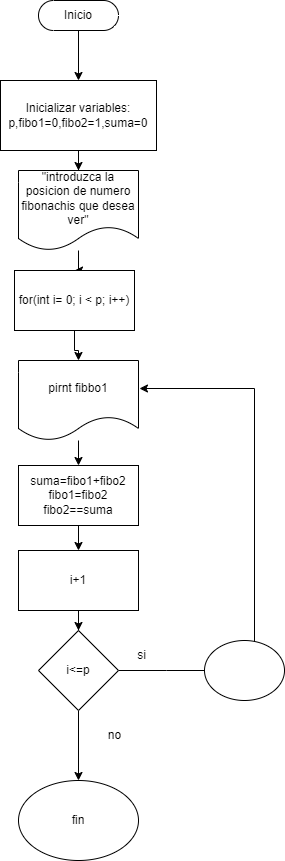 Inicio
Inicializar variables:
p,fibo1=0,fibo2=1,suma=0
"introduzca la
posicion de numero
fibonachis que desea
ver"
for(int i= 0; i < p; i++)
pirnt fibbo1
suma=fibo1+fibo2
fibo1=fibo2
fibo2==suma
i+1
i<=p
si
no
fin